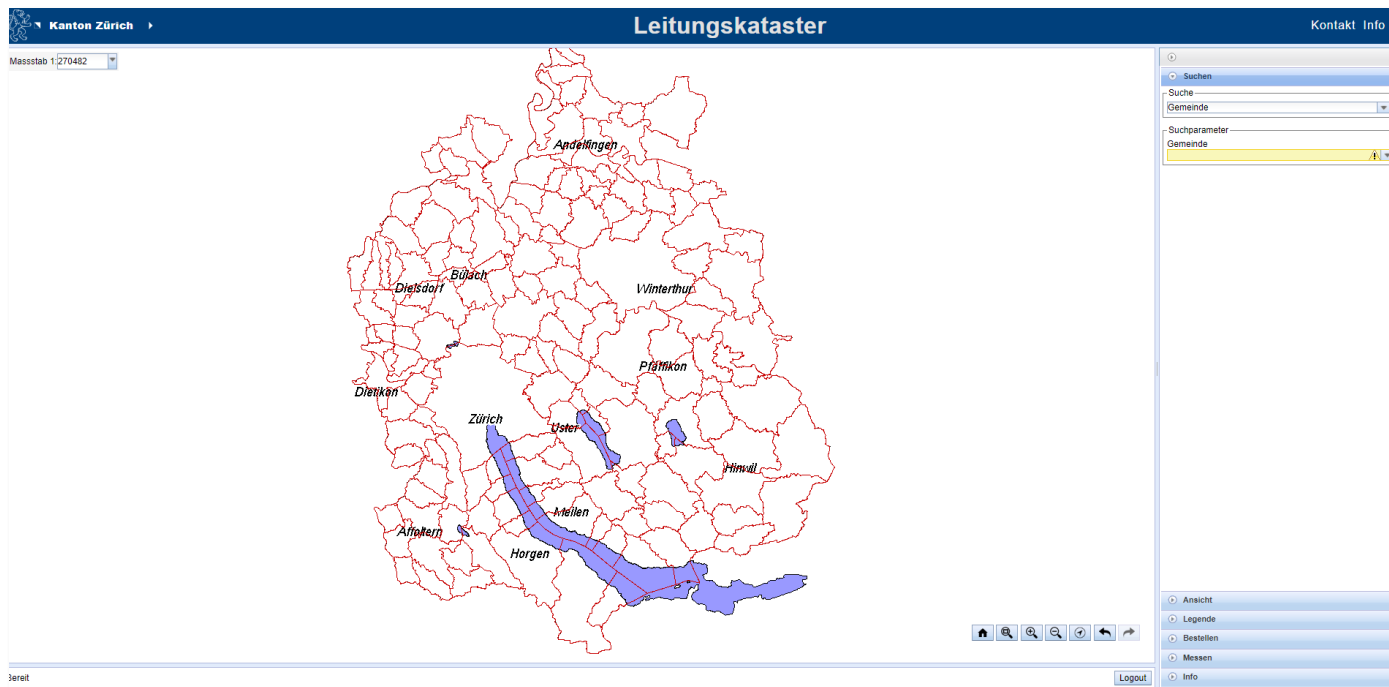 Kanton Zürich
Leitungskataster
Kontakt Info
Massstab 1:270482
Suchen
Suche
Gemeinde
Suchparameter
Gemeinde
Andelfingen
Bülach
Dielsdorf
Winterthur
Pfäffikon
Dietikon
Zürich
Uster
Hinwil
Meilen
Affoltern
Horgen
Ansicht
Legende
Bestellen
Messen
Info
Bereit
Logout